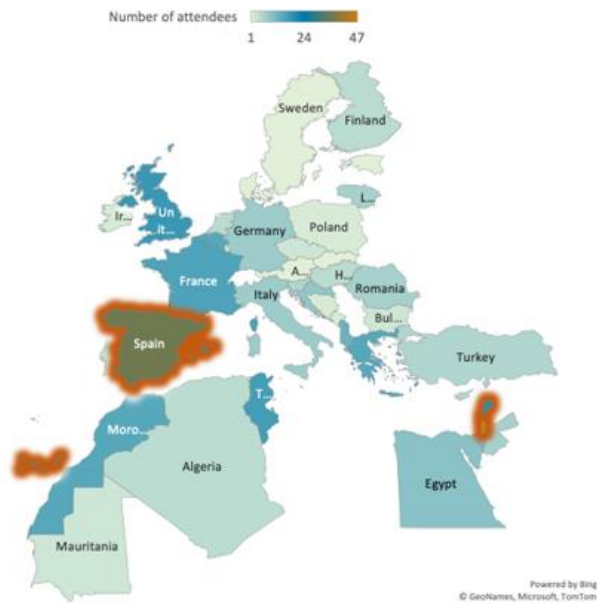 Number of attendees
1 24 47
Sweden
Finland
L...
Ir...
Un
it...
Germany
Poland
A...
H...
France
Italy
Romania
Bul...
Spain
Turkey
T...
Moro...
Algeria
Egypt
Mauritania
Powered by Bing
© GeoNames, Microsoft, TomTom